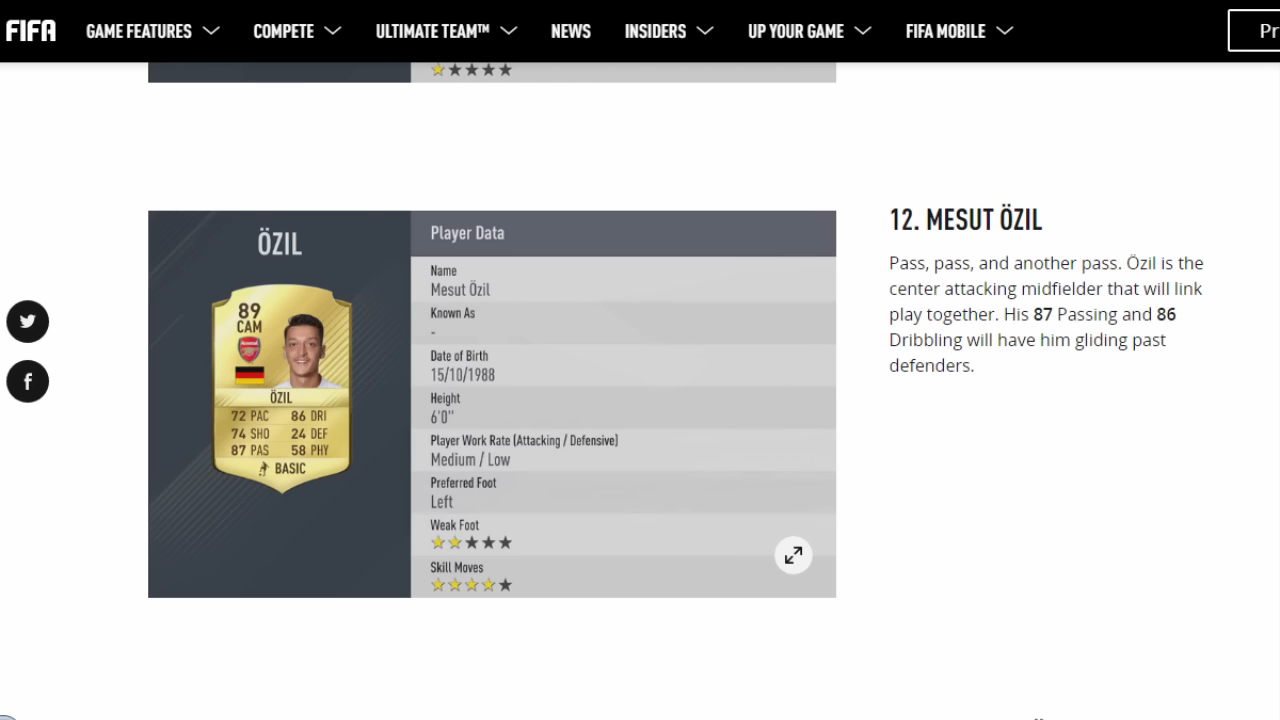 FIFA GAME FEATURES COMPETE ULTIMATE TEAM™ NEWS INSIDERS UP YOUR GAME FIFA MOBILE Pr
ÖZIL
89
CAM
Arsenal
ÖZIL
72 PAC 86 DRI
74 SHO 24 DEF
87 PAS 58 PHY
BASIC
Player Data
Name
Mesut Özil
Known As
-
Date of Birth
15/10/1988
Height
6'0"
Player Work Rate (Attacking / Defensive)
Medium / Low
Preferred Foot
Left
Weak Foot
Skill Moves
12. MESUT ÖZIL
Pass, pass, and another pass. Özil is the
center attacking midfielder that will link
play together. His 87 Passing and 86
Dribbling will have him gliding past
defenders.